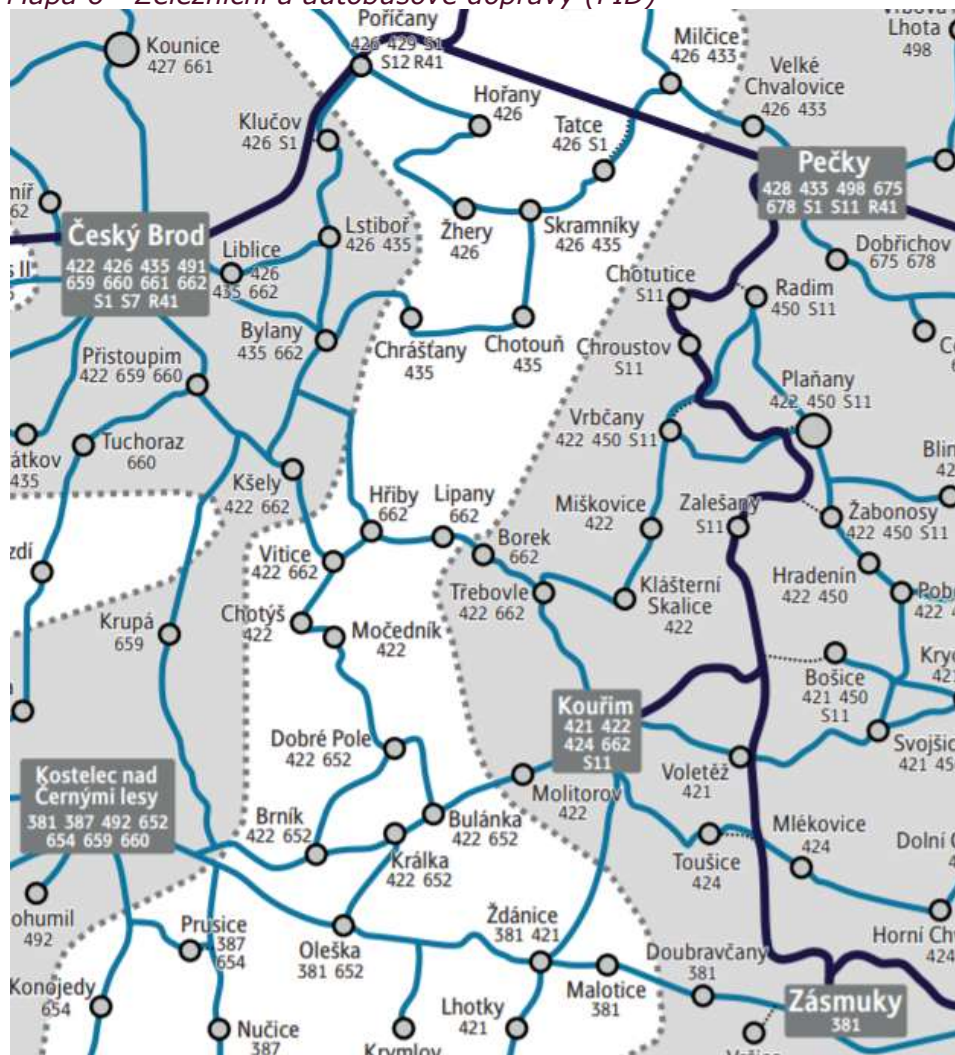 Mapa 6 - Železniční a autobusové dopravy (PID)
Kounice
427 661
Poříčany
426 429 S1
S12 R41
Milčice
426 433
Lhota
498
Velké
Chvalovice
426 433
Hořany
426
Klučov
426 S1
Tatce
426 S1
Pečky
428 433 498 675
678 S1 S11 R41
Český Brod
422 426 435 491
659 660 661 662
S1 S7 R41
Liblice
426
435 662
Lstiboř
426 435
Žhery
426
Skramníky
426 435
Dobřichov
675 678
Chotutice
S11
Radim
450 S11
Bylany
435 662
Chrášťany
435
Chotouň
435
Chroustov
S11
Přistoupim
422 659 660
Plaňany
422 450 S11
Vrbčany
422 450 S11
Tuchoraz
660
átkov
435
Kšely
422 662
Hřiby
662
Lipany
662
Miškovice
422
Zalešany
S11
Žabonosy
422 450 S11
Vitice
422 662
Borek
662
Třebovle
422 662
Klášterní
Skalice
422
Hradenín
422 450
Krupá
659
Chotýš
422
Močedník
422
Bošice
421 450
S11
Kouřim
421 422
424 662
S11
Dobré Pole
422 652
Voletěž
421
Kostelec nad
Černými lesy
381 387 492 652
654 659 660
Brník
422 652
Bulánka
422 652
Molitorov
422
Králka
422 652
Toušice
424
Mlékovice
424
ohumil
492
Prusice
387
654
Oleška
381 652
Ždánice
381 421
Doubravčany
381
Konojedy
654
Nučice
387
Krymlov
Lhotky
421
Malotice
381
Zásmuky
381